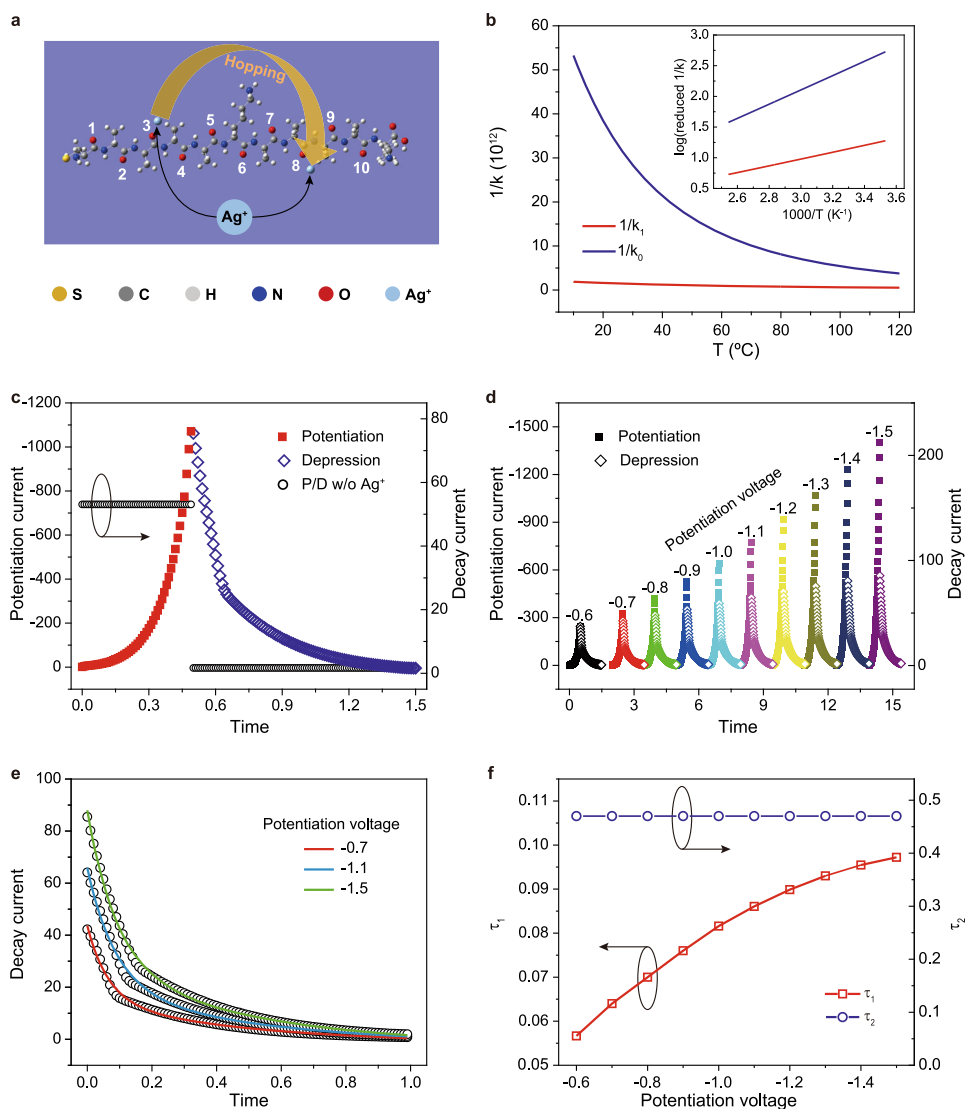 a
Hopping
1
3
5
7
9
2
4
6
8
10
Ag⁺
S
C
H
N
O
Ag⁺
b
1/k (10¹²)
60
50
40
30
20
10
0
20 40 60 80 100 120
T (ºC)
1/k₁
1/k₀
log(reduced 1/k)
3.0
2.5
2.0
1.5
1.0
0.5
2.4 2.6 2.8 3.0 3.2 3.4 3.6
1000/T (K⁻¹)
c
Potentiation current
-1200
-1000
-800
-600
-400
-200
0
Decay current
80
60
40
20
0
Potentiation
Depression
P/D w/o Ag⁺
0.0 0.3 0.6 0.9 1.2 1.5
Time
d
Potentiation current
-1500
-1200
-900
-600
-300
0
Decay current
200
100
0
Potentiation
Depression
Potentiation voltage
-0.6
-0.7
-0.8
-0.9
-1.0
-1.1
-1.2
-1.3
-1.4
-1.5
0 3 6 9 12 15
Time
e
Decay current
100
80
60
40
20
0
Potentiation voltage
-0.7
-1.1
-1.5
0.0 0.2 0.4 0.6 0.8 1.0
Time
f
τ₁
0.11
0.10
0.09
0.08
0.07
0.06
0.05
τ₂
0.5
0.4
0.3
0.2
0.1
0.0
τ₁
τ₂
-0.6 -0.8 -1.0 -1.2 -1.4
Potentiation voltage